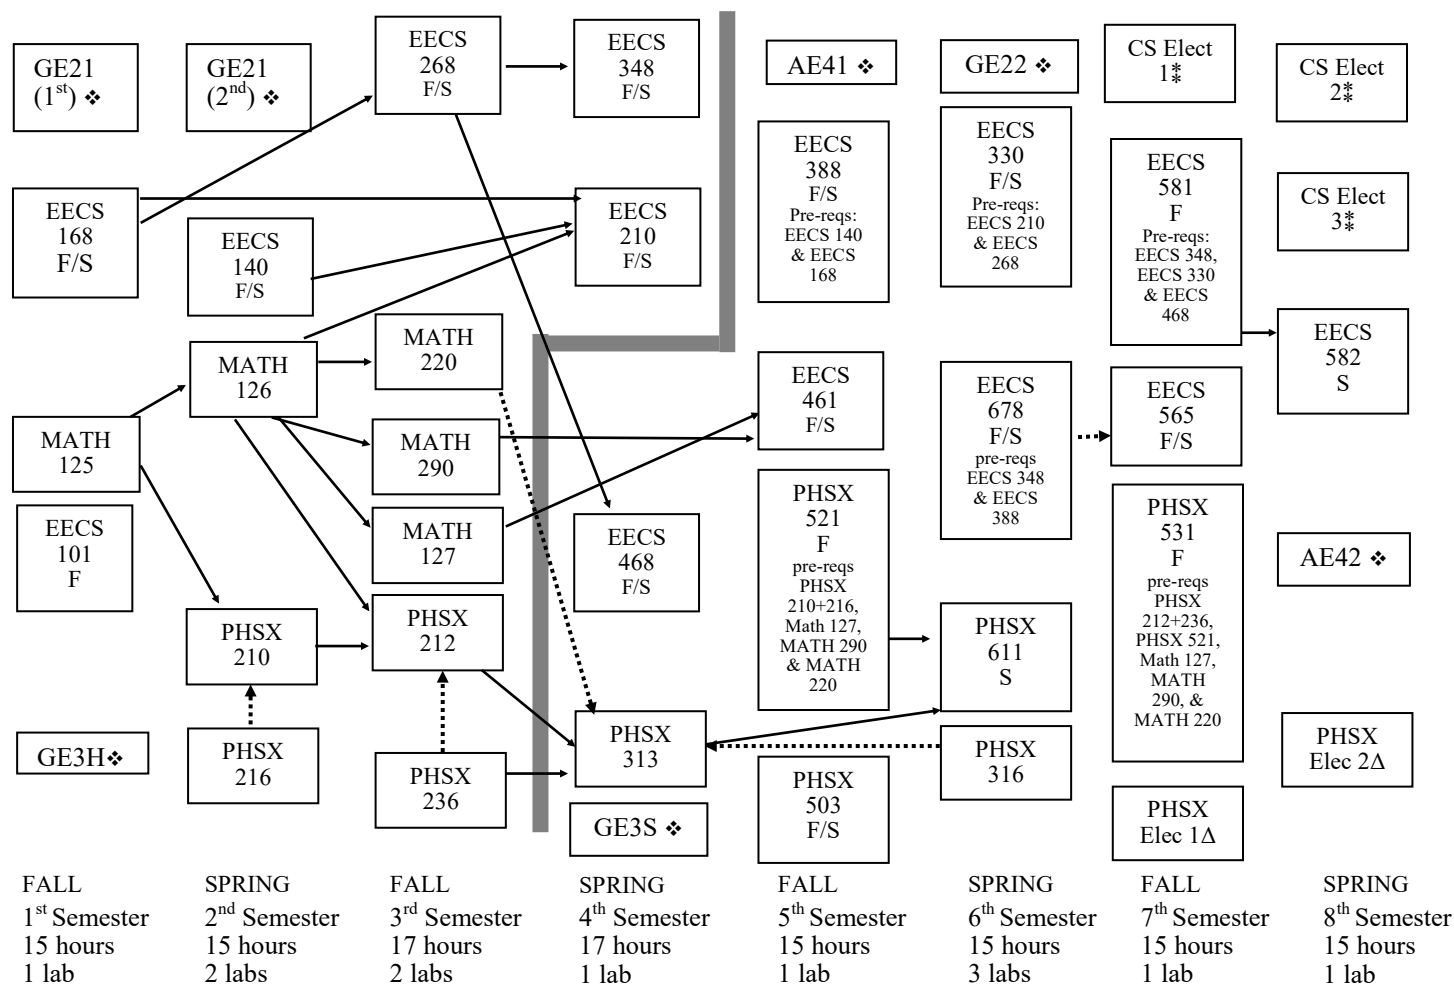 GE21
(1st) ❖
EECS
168
F/S
MATH
125
EECS
101
F
GE3H❖
GE21
(2nd) ❖
EECS
140
F/S
MATH
126
PHSX
210
PHSX
216
EECS
268
F/S
MATH
220
MATH
290
MATH
127
PHSX
212
PHSX
236
EECS
348
F/S
EECS
210
F/S
EECS
468
F/S
PHSX
313
GE3S ❖
AE41 ❖
EECS
388
F/S
Pre-reqs:
EECS 140
& EECS
168
EECS
461
F/S
PHSX
521
F
pre-reqs
PHSX
210+216,
Math 127,
MATH 290
& MATH
220
PHSX
503
F/S
GE22 ❖
EECS
330
F/S
Pre-reqs:
EECS 210
& EECS
268
EECS
678
F/S
pre-reqs
EECS 348
& EECS
388
PHSX
611
S
PHSX
316
CS Elect
1⁑
EECS
581
F
Pre-reqs:
EECS 348,
EECS 330
& EECS
468
EECS
565
F/S
PHSX
531
F
pre-reqs
PHSX
212+236,
PHSX 521,
Math 127,
MATH
290, &
MATH 220
PHSX
Elec 1Δ
CS Elect
2⁑
CS Elect
3⁑
EECS
582
S
AE42 ❖
PHSX
Elec 2Δ
FALL
1st Semester
15 hours
1 lab
SPRING
2nd Semester
15 hours
2 labs
FALL
3rd Semester
17 hours
2 labs
SPRING
4th Semester
17 hours
1 lab
FALL
5th Semester
15 hours
1 lab
SPRING
6th Semester
15 hours
3 labs
FALL
7th Semester
15 hours
1 lab
SPRING
8th Semester
15 hours
1 lab